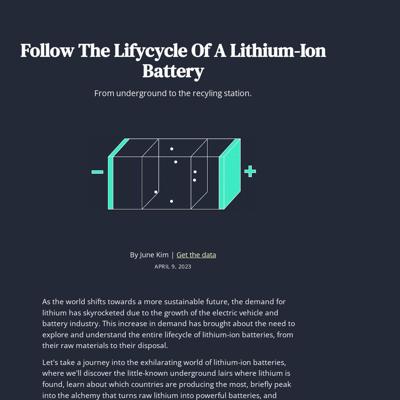 Follow The Lifycycle Of A Lithium-Ion
Battery
From underground to the recyling station.
− +
By June Kim | Get the data
APRIL 9, 2023
As the world shifts towards a more sustainable future, the demand for
lithium has skyrocketed due to the growth of the electric vehicle and
battery industry. This increase in demand has brought about the need to
explore and understand the entire lifecycle of lithium-ion batteries, from
their raw materials to their disposal.
Let's take a journey into the exhilarating world of lithium-ion batteries,
where we'll discover the little-known underground lairs where lithium is
found, learn about which countries are producing the most, briefly peak
into the alchemy that turns raw lithium into powerful batteries, and